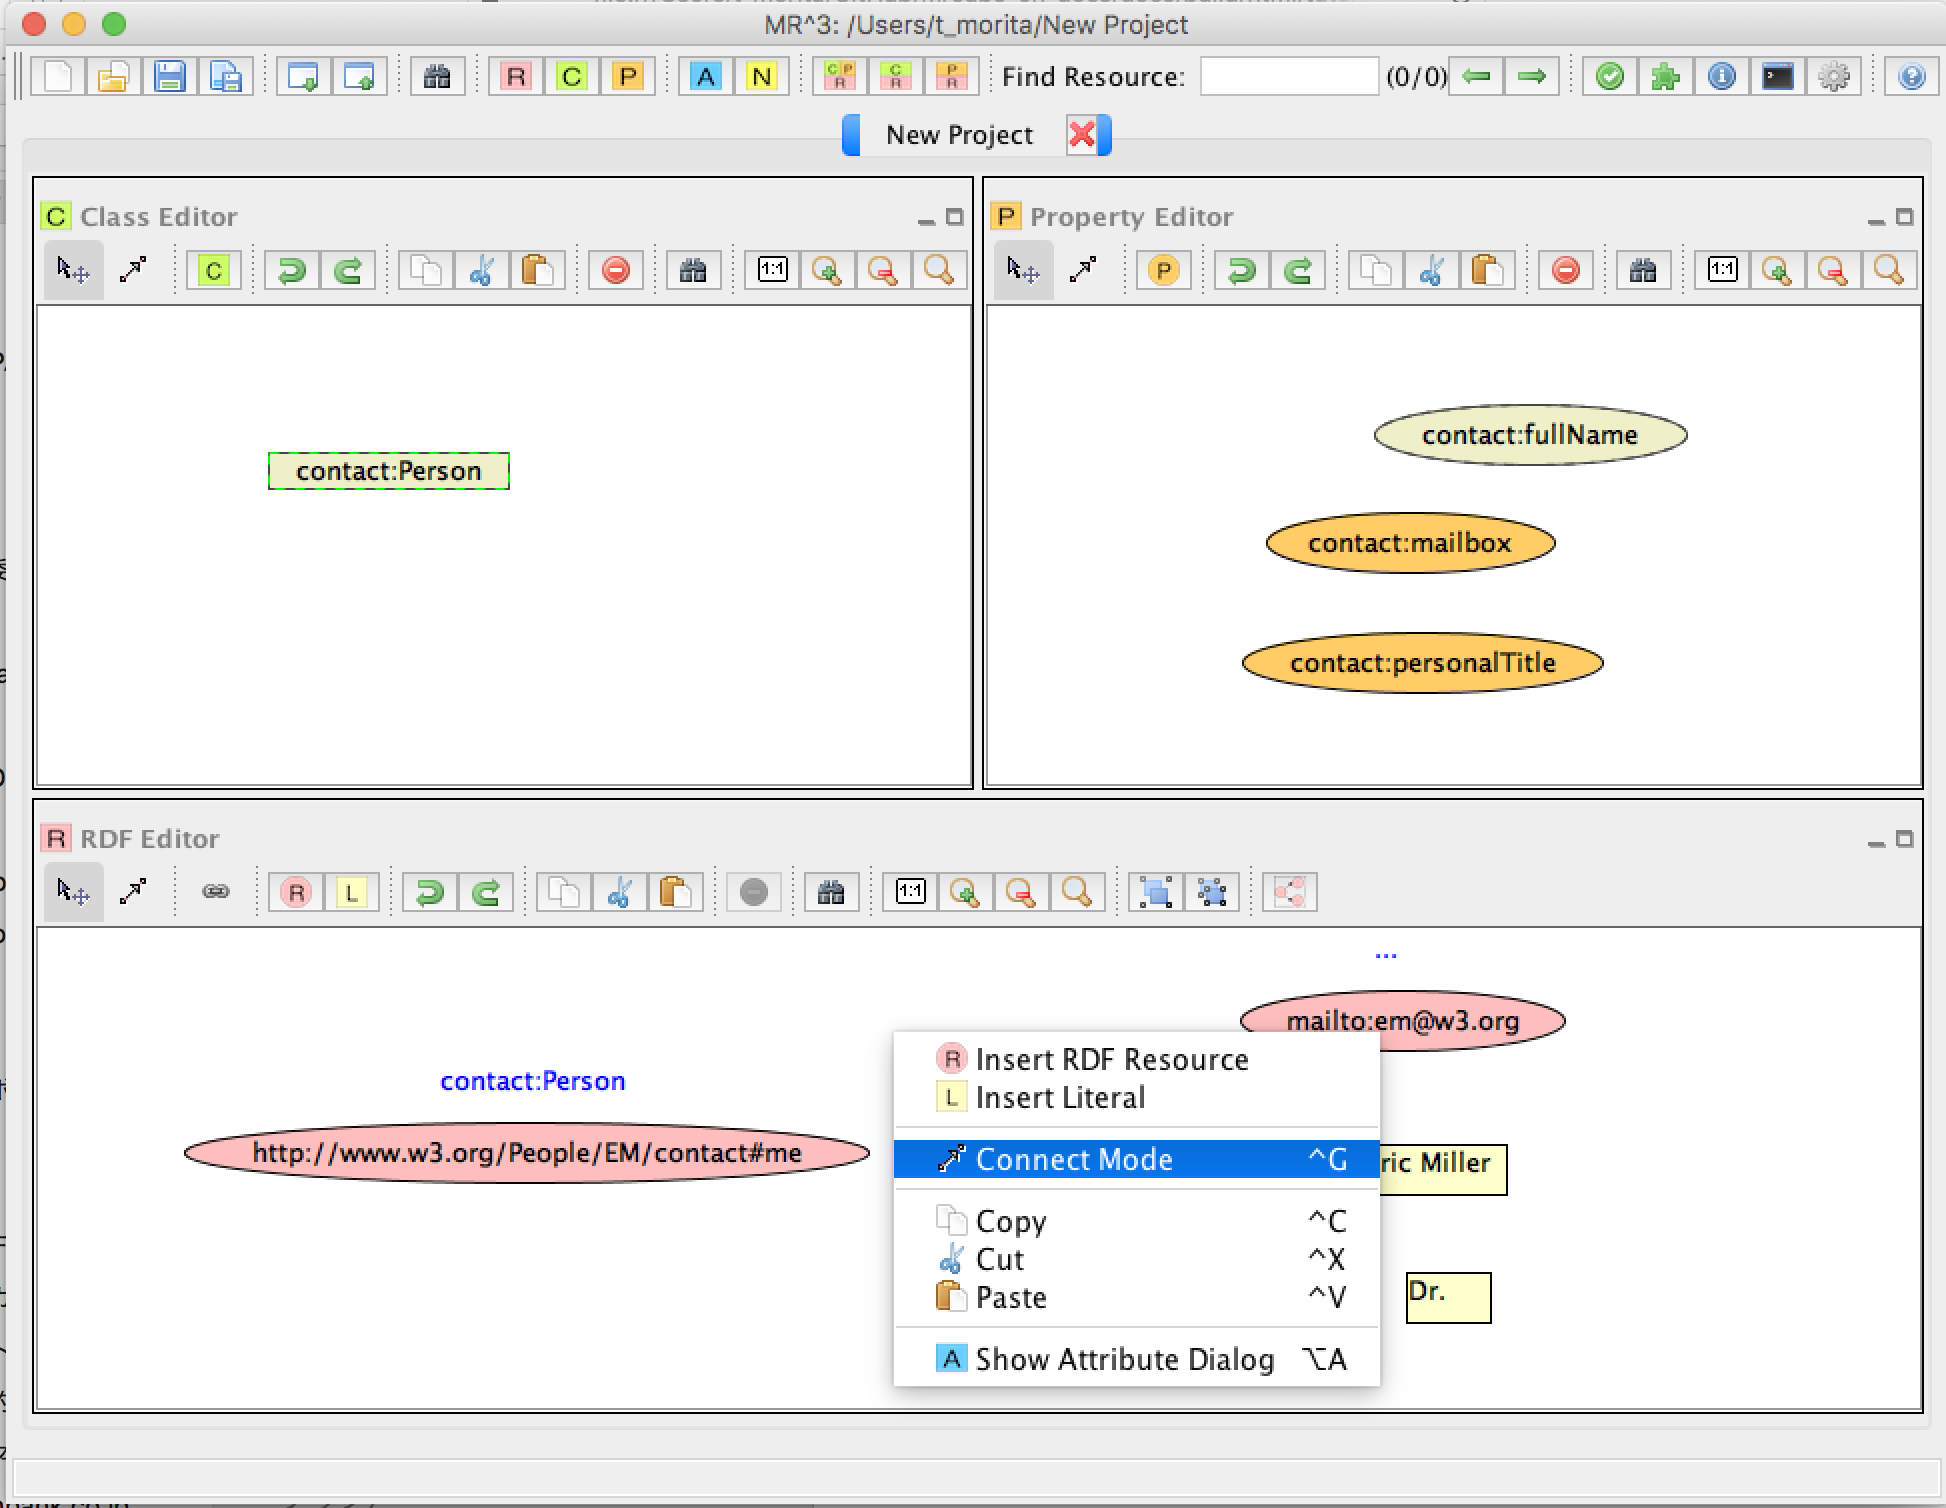 MR^3: /Users/t_morita/New Project
R C P A N C P R C R P R Find Resource: (0/0)
New Project
C Class Editor
C 1:1
contact:Person
P Property Editor
P 1:1
contact:fullName
contact:mailbox
contact:personalTitle
R RDF Editor
R L 1:1
...
mailto:em@w3.org
contact:Person
http://www.w3.org/People/EM/contact#me
R Insert RDF Resource
L Insert Literal
Connect Mode ^G
ric Miller
Copy ^C
Cut ^X
Paste ^V
Dr.
A Show Attribute Dialog ⌥A